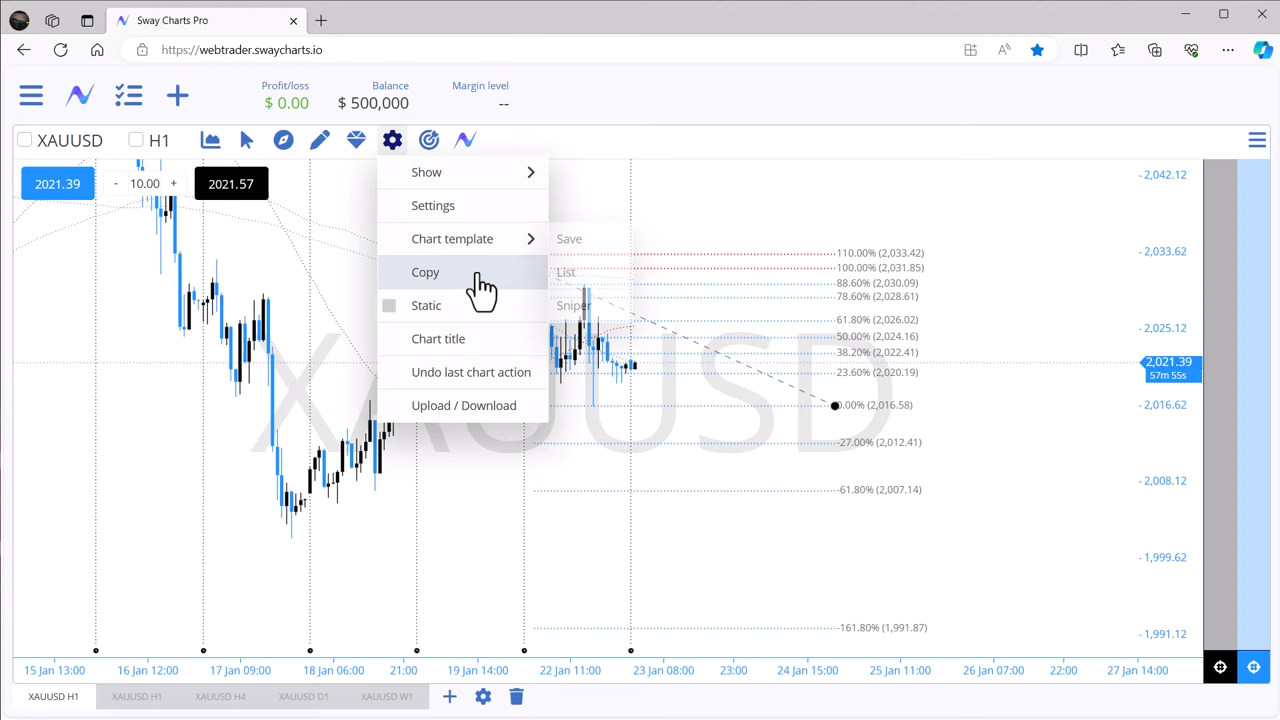 Sway Charts Pro
https://webtrader.swaycharts.io
Profit/loss
$ 0.00
Balance
$ 500,000
Margin level
--
XAUUSD
H1
2021.39
- 10.00 +
2021.57
Show
Settings
Chart template
Copy
Static
Chart title
Undo last chart action
Upload / Download
Save
List
Sniper
XAUUSD
110.00% (2,033.42)
100.00% (2,031.85)
88.60% (2,030.09)
78.60% (2,028.61)
61.80% (2,026.02)
50.00% (2,024.16)
38.20% (2,022.41)
23.60% (2,020.19)
0.00% (2,016.58)
-27.00% (2,012.41)
-61.80% (2,007.14)
-161.80% (1,991.87)
2,042.12
2,033.62
2,025.12
2,021.39
57m 55s
2,016.62
2,008.12
1,999.62
1,991.12
15 Jan 13:00 16 Jan 12:00 17 Jan 09:00 18 Jan 06:00 21:00 19 Jan 14:00 22 Jan 11:00 23 Jan 08:00 23:00 24 Jan 15:00 25 Jan 11:00 26 Jan 07:00 27 Jan 14:00
XAUUSD H1 XAUUSD H1 XAUUSD H4 XAUUSD D1 XAUUSD W1